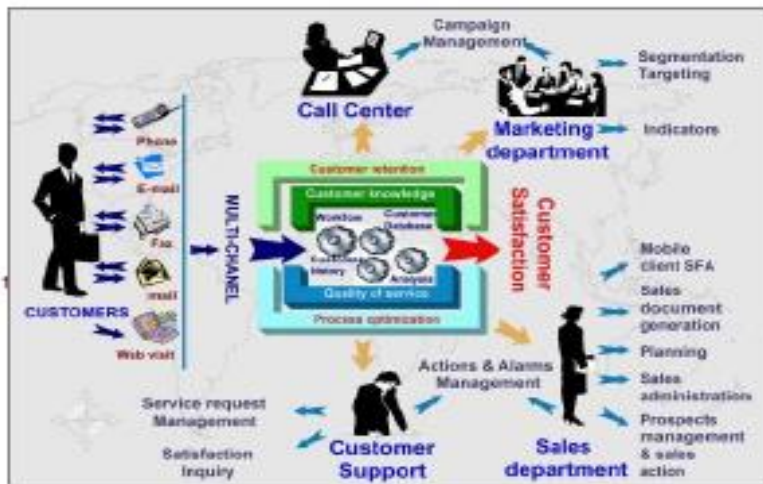 Campaign
Management
Segmentation
Targeting
Call Center
Marketing
department
Indicators
Phone
E-mail
Fax
mail
CUSTOMERS
Web visit
MULTI-CHANEL
Customer retention
Customer knowledge
Workflow
Customer
Database
History
Analysis
Quality of service
Process optimization
Customer
Satisfaction
Mobile
client SFA
Sales
document
generation
Planning
Sales
administration
Prospects
management
& sales
action
Actions & Alarms
Management
Service request
Management
Satisfaction
Inquiry
Customer
Support
Sales
department